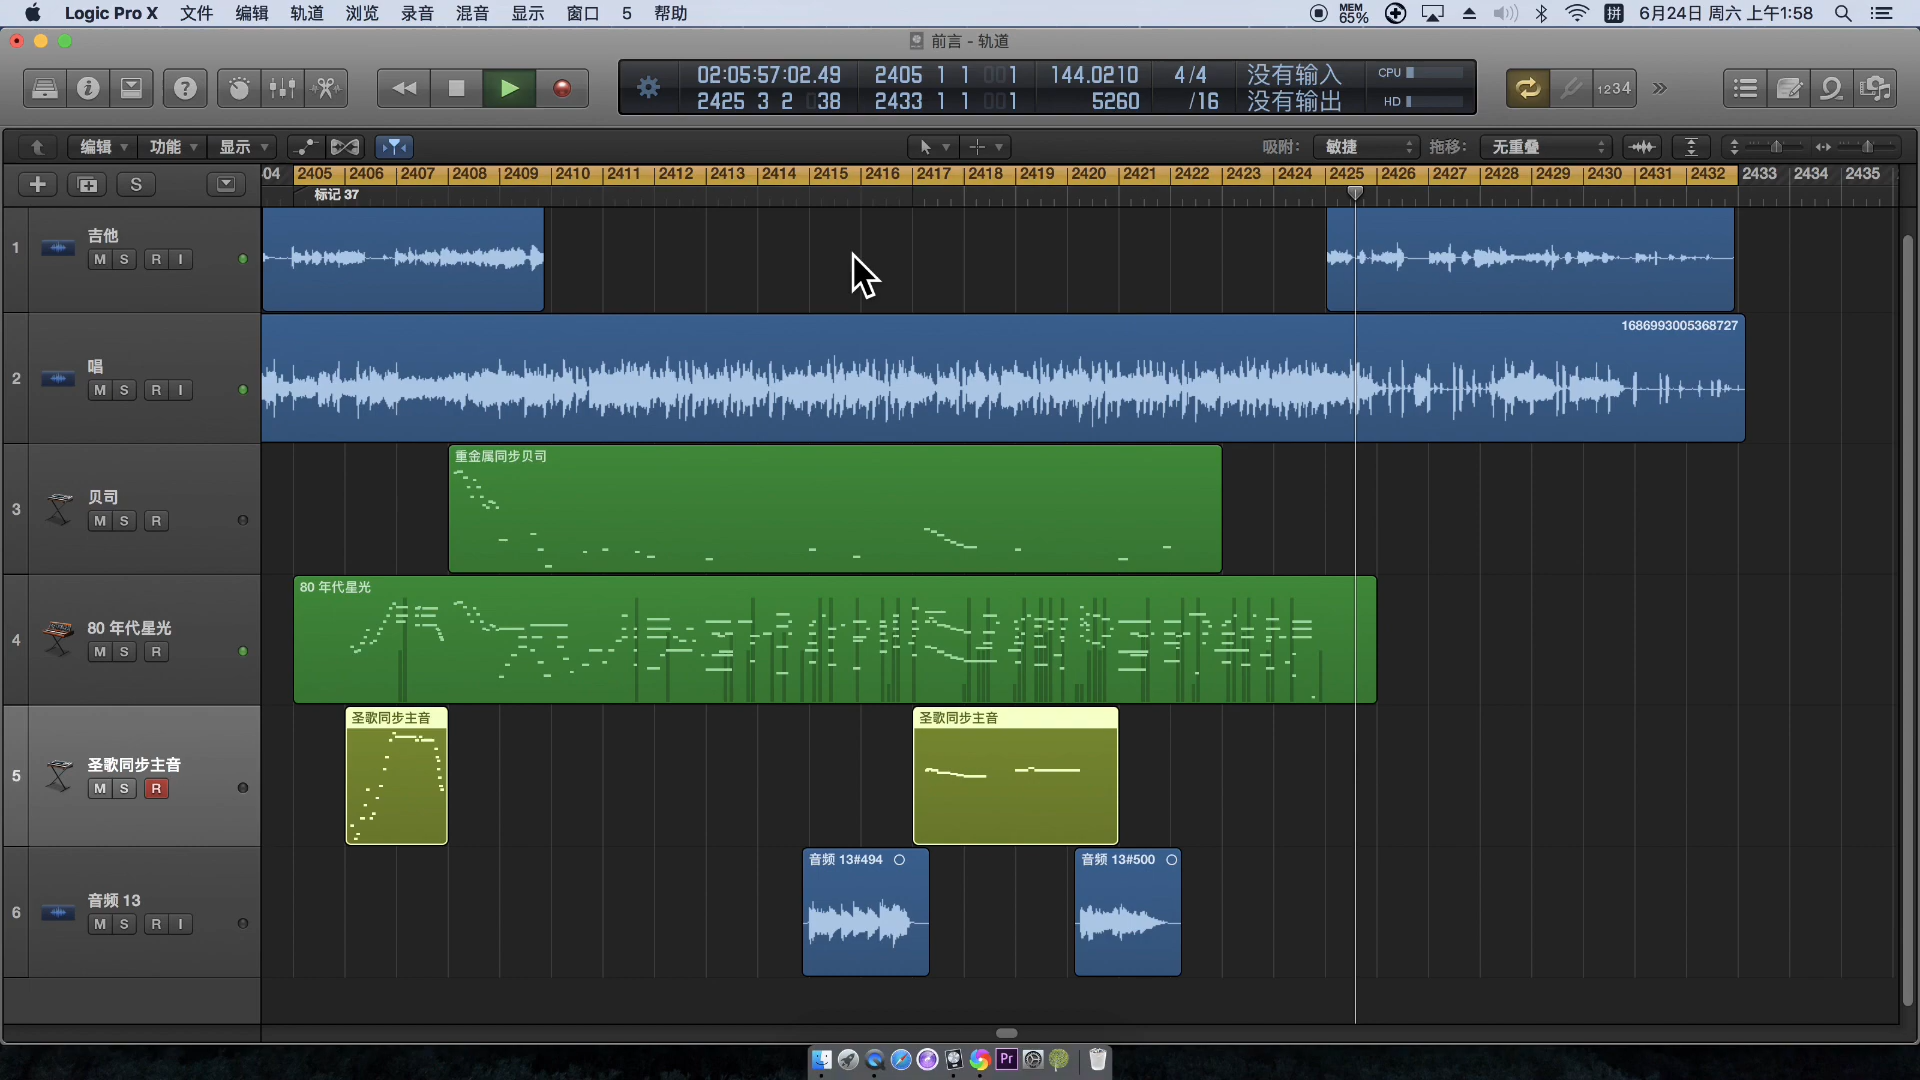 Logic Pro X 文件 编辑 轨道 浏览 录音 混音 显示 窗口 5 帮助 MEM 65% 拼 6月24日 周六 上午1:58
前言 - 轨道
02:05:57:02.49 2405 1 1 001 144.0210 4/4 没有输入 CPU
2425 3 2 038 2433 1 1 001 5260 /16 没有输出 HD
1234
编辑 功能 显示 吸附: 敏捷 拖移: 无重叠
S 04 2405 2406 2407 2408 2409 2410 2411 2412 2413 2414 2415 2416 2417 2418 2419 2420 2421 2422 2423 2424 2425 2426 2427 2428 2429 2430 2431 2432 2433 2434 2435
标记 37
1 吉他
M S R I
1686993005368727
2 唱
M S R I
重金属同步贝司
3 贝司
M S R
80 年代星光
4 80 年代星光
M S R
圣歌同步主音 圣歌同步主音
5 圣歌同步主音
M S R
音频 13#494 音频 13#500
6 音频 13
M S R I
Pr